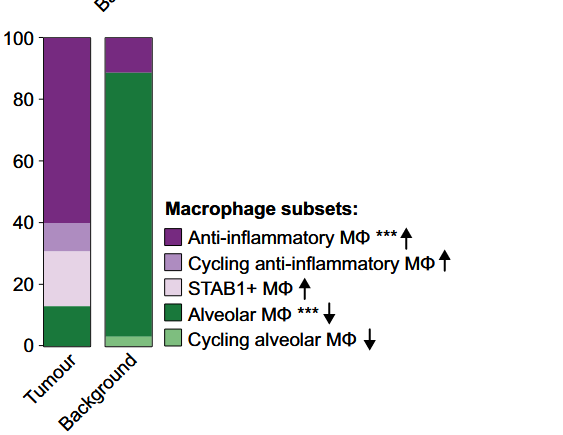 100
80
60
40
20
0
Tumour
Background
Macrophage subsets:
Anti-inflammatory MΦ ***↑
Cycling anti-inflammatory MΦ ↑
STAB1+ MΦ ↑
Alveolar MΦ *** ↓
Cycling alveolar MΦ ↓